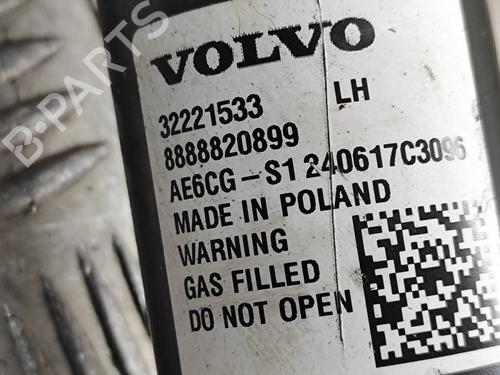 B-PARTS
VOLVO
32221533 LH
8888820899
AE6CG-S1 240617C3096
MADE IN POLAND
WARNING
GAS FILLED
DO NOT OPEN